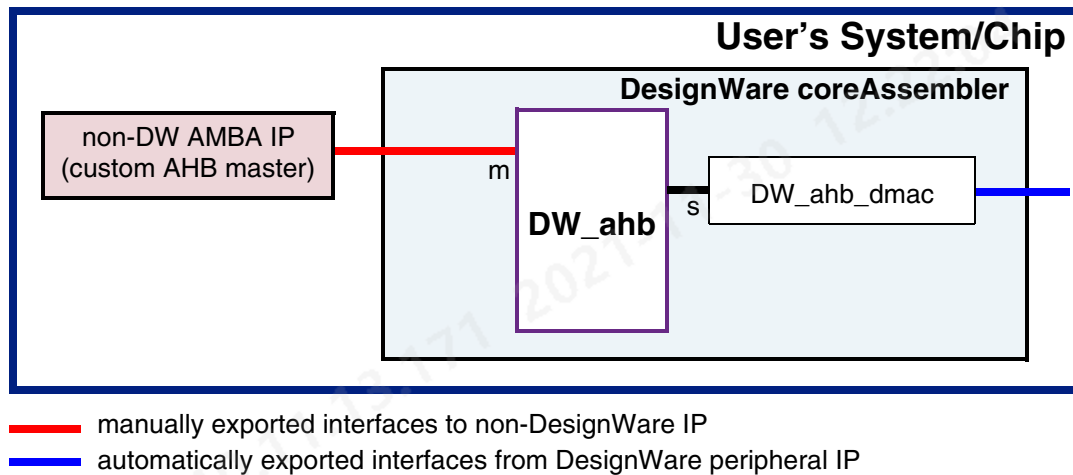 User's System/Chip
DesignWare coreAssembler
non-DW AMBA IP
(custom AHB master)
m
DW_ahb
s
DW_ahb_dmac
manually exported interfaces to non-DesignWare IP
automatically exported interfaces from DesignWare peripheral IP